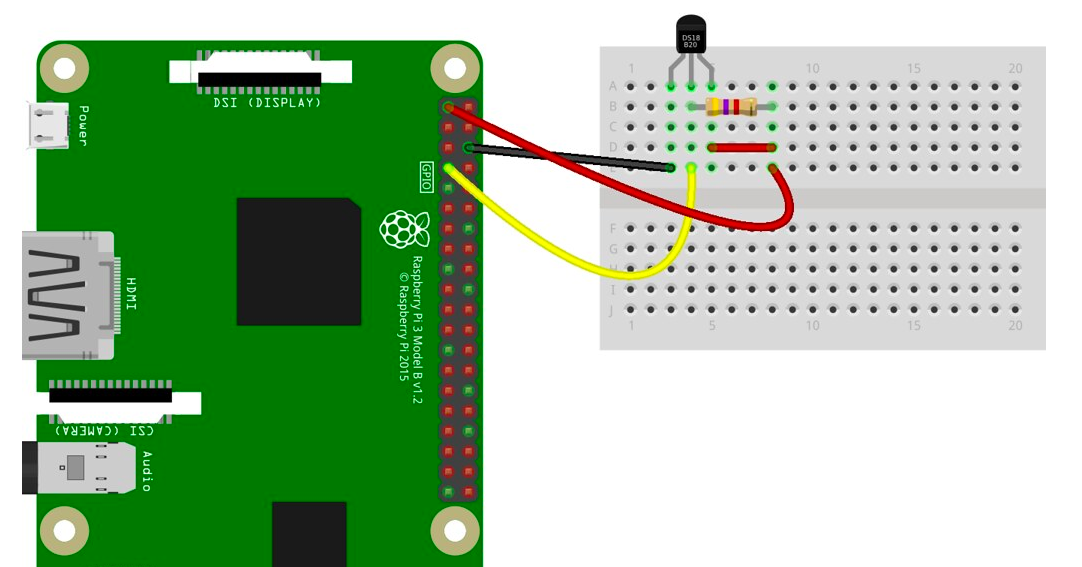 DSI (DISPLAY)
Power
GPIO
HDMI
Raspberry Pi 3 Model B v1.2
© Raspberry Pi 2015
CSI (CAMERA)
Audio
DS18
B20
1 5 10 15 20
A
B
C
D
E
F
G
H
I
J
1 5 10 15 20